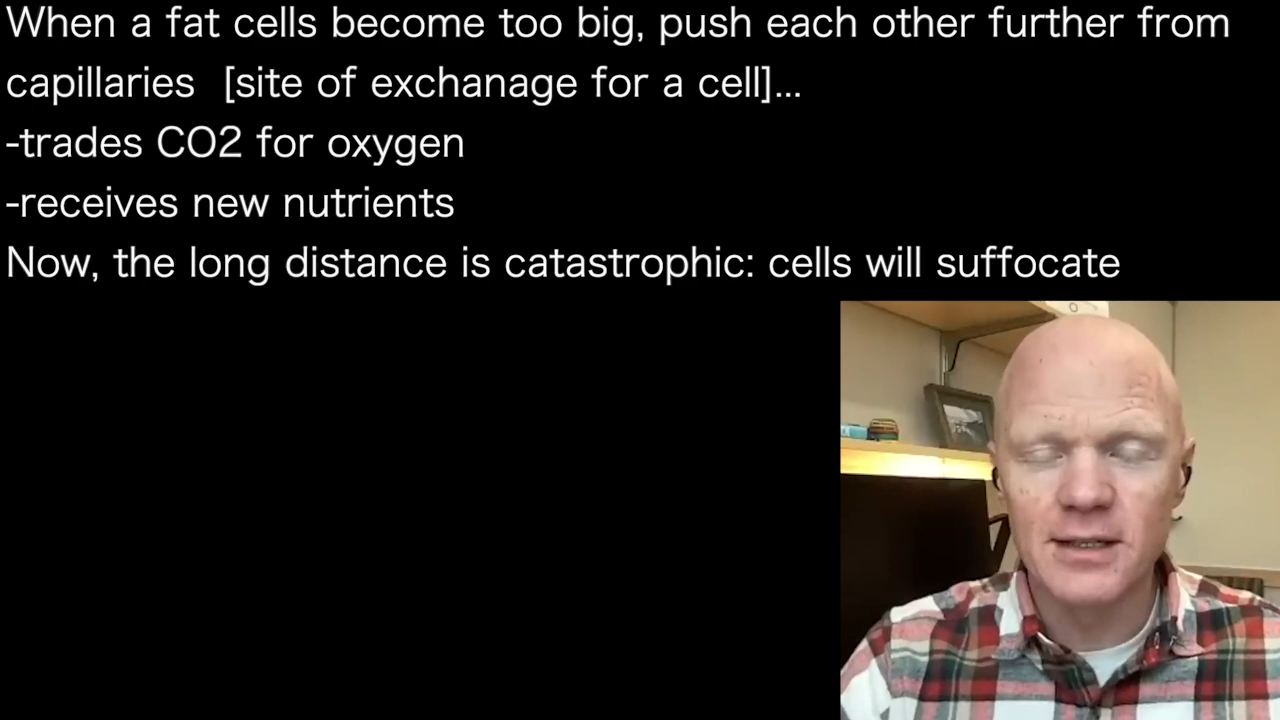 When a fat cells become too big, push each other further from
capillaries [site of exchanage for a cell]...
-trades CO2 for oxygen
-receives new nutrients
Now, the long distance is catastrophic: cells will suffocate